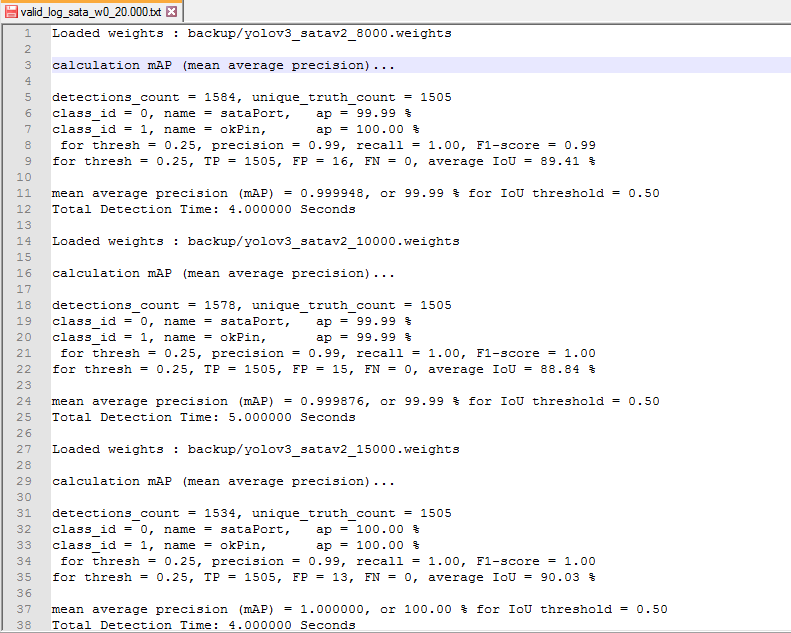 valid_log_sata_w0_20.000.txt
1 Loaded weights : backup/yolov3_satav2_8000.weights
2
3 calculation mAP (mean average precision)...
4
5 detections_count = 1584, unique_truth_count = 1505
6 class_id = 0, name = sataPort,   ap = 99.99 %
7 class_id = 1, name = okPin,      ap = 100.00 %
8  for thresh = 0.25, precision = 0.99, recall = 1.00, F1-score = 0.99
9 for thresh = 0.25, TP = 1505, FP = 16, FN = 0, average IoU = 89.41 %
10
11 mean average precision (mAP) = 0.999948, or 99.99 % for IoU threshold = 0.50
12 Total Detection Time: 4.000000 Seconds
13
14 Loaded weights : backup/yolov3_satav2_10000.weights
15
16 calculation mAP (mean average precision)...
17
18 detections_count = 1578, unique_truth_count = 1505
19 class_id = 0, name = sataPort,   ap = 99.99 %
20 class_id = 1, name = okPin,      ap = 99.99 %
21  for thresh = 0.25, precision = 0.99, recall = 1.00, F1-score = 1.00
22 for thresh = 0.25, TP = 1505, FP = 15, FN = 0, average IoU = 88.84 %
23
24 mean average precision (mAP) = 0.999876, or 99.99 % for IoU threshold = 0.50
25 Total Detection Time: 5.000000 Seconds
26
27 Loaded weights : backup/yolov3_satav2_15000.weights
28
29 calculation mAP (mean average precision)...
30
31 detections_count = 1534, unique_truth_count = 1505
32 class_id = 0, name = sataPort,   ap = 100.00 %
33 class_id = 1, name = okPin,      ap = 100.00 %
34  for thresh = 0.25, precision = 0.99, recall = 1.00, F1-score = 1.00
35 for thresh = 0.25, TP = 1505, FP = 13, FN = 0, average IoU = 90.03 %
36
37 mean average precision (mAP) = 1.000000, or 100.00 % for IoU threshold = 0.50
38 Total Detection Time: 4.000000 Seconds